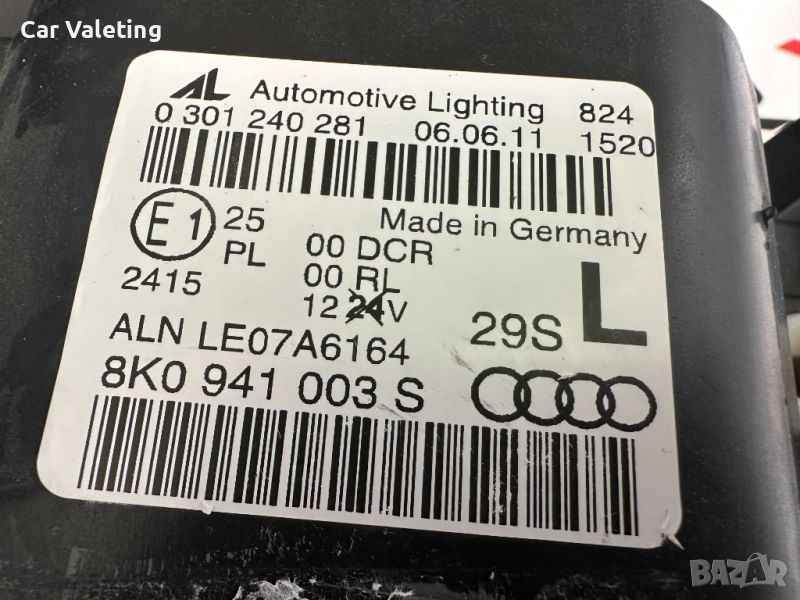 Car Valeting
AL Automotive Lighting 824
0 301 240 281 06.06.11 1520
Made in Germany
E1 25 00 DCR
PL 00 RL
2415 12 24 V
29S L
ALN LE07A6164
8K0 941 003 S
BAZAR